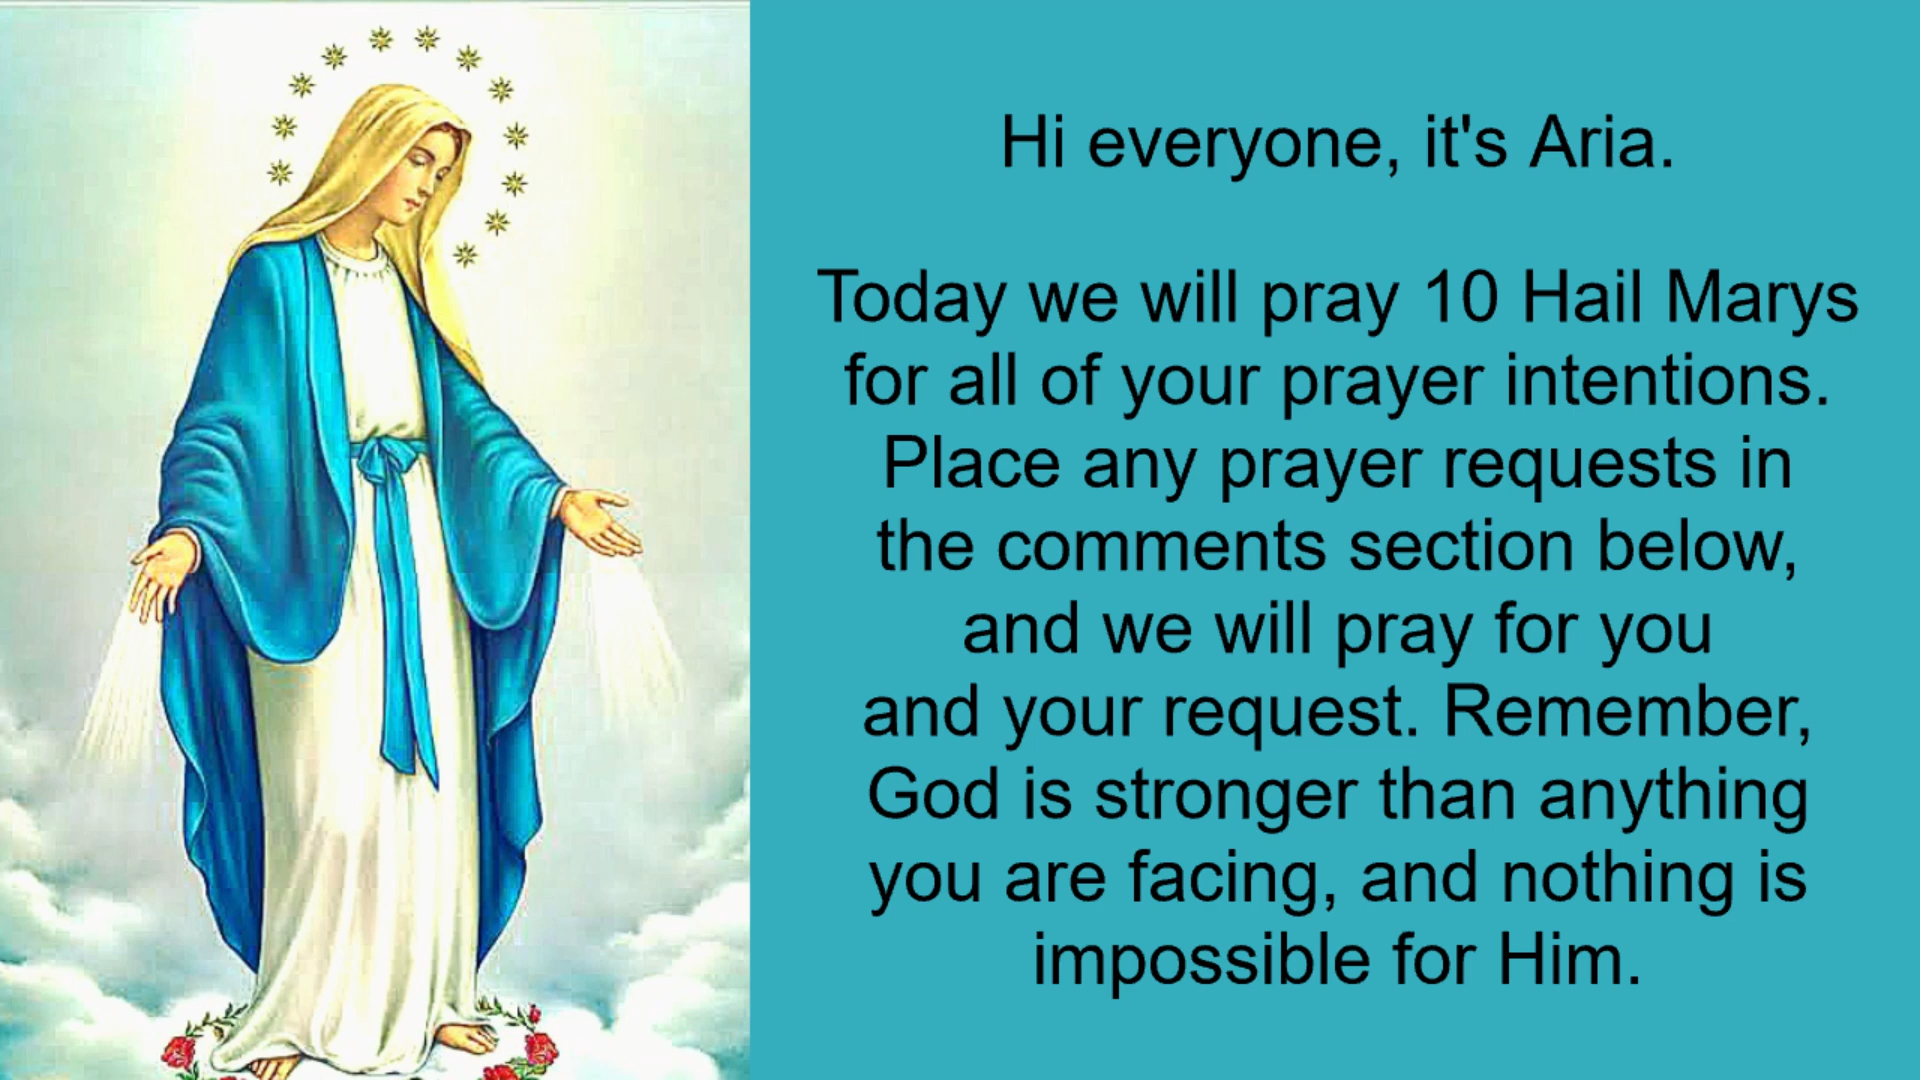 Hi everyone, it's Aria.
Today we will pray 10 Hail Marys
for all of your prayer intentions.
Place any prayer requests in
the comments section below,
and we will pray for you
and your request. Remember,
God is stronger than anything
you are facing, and nothing is
impossible for Him.